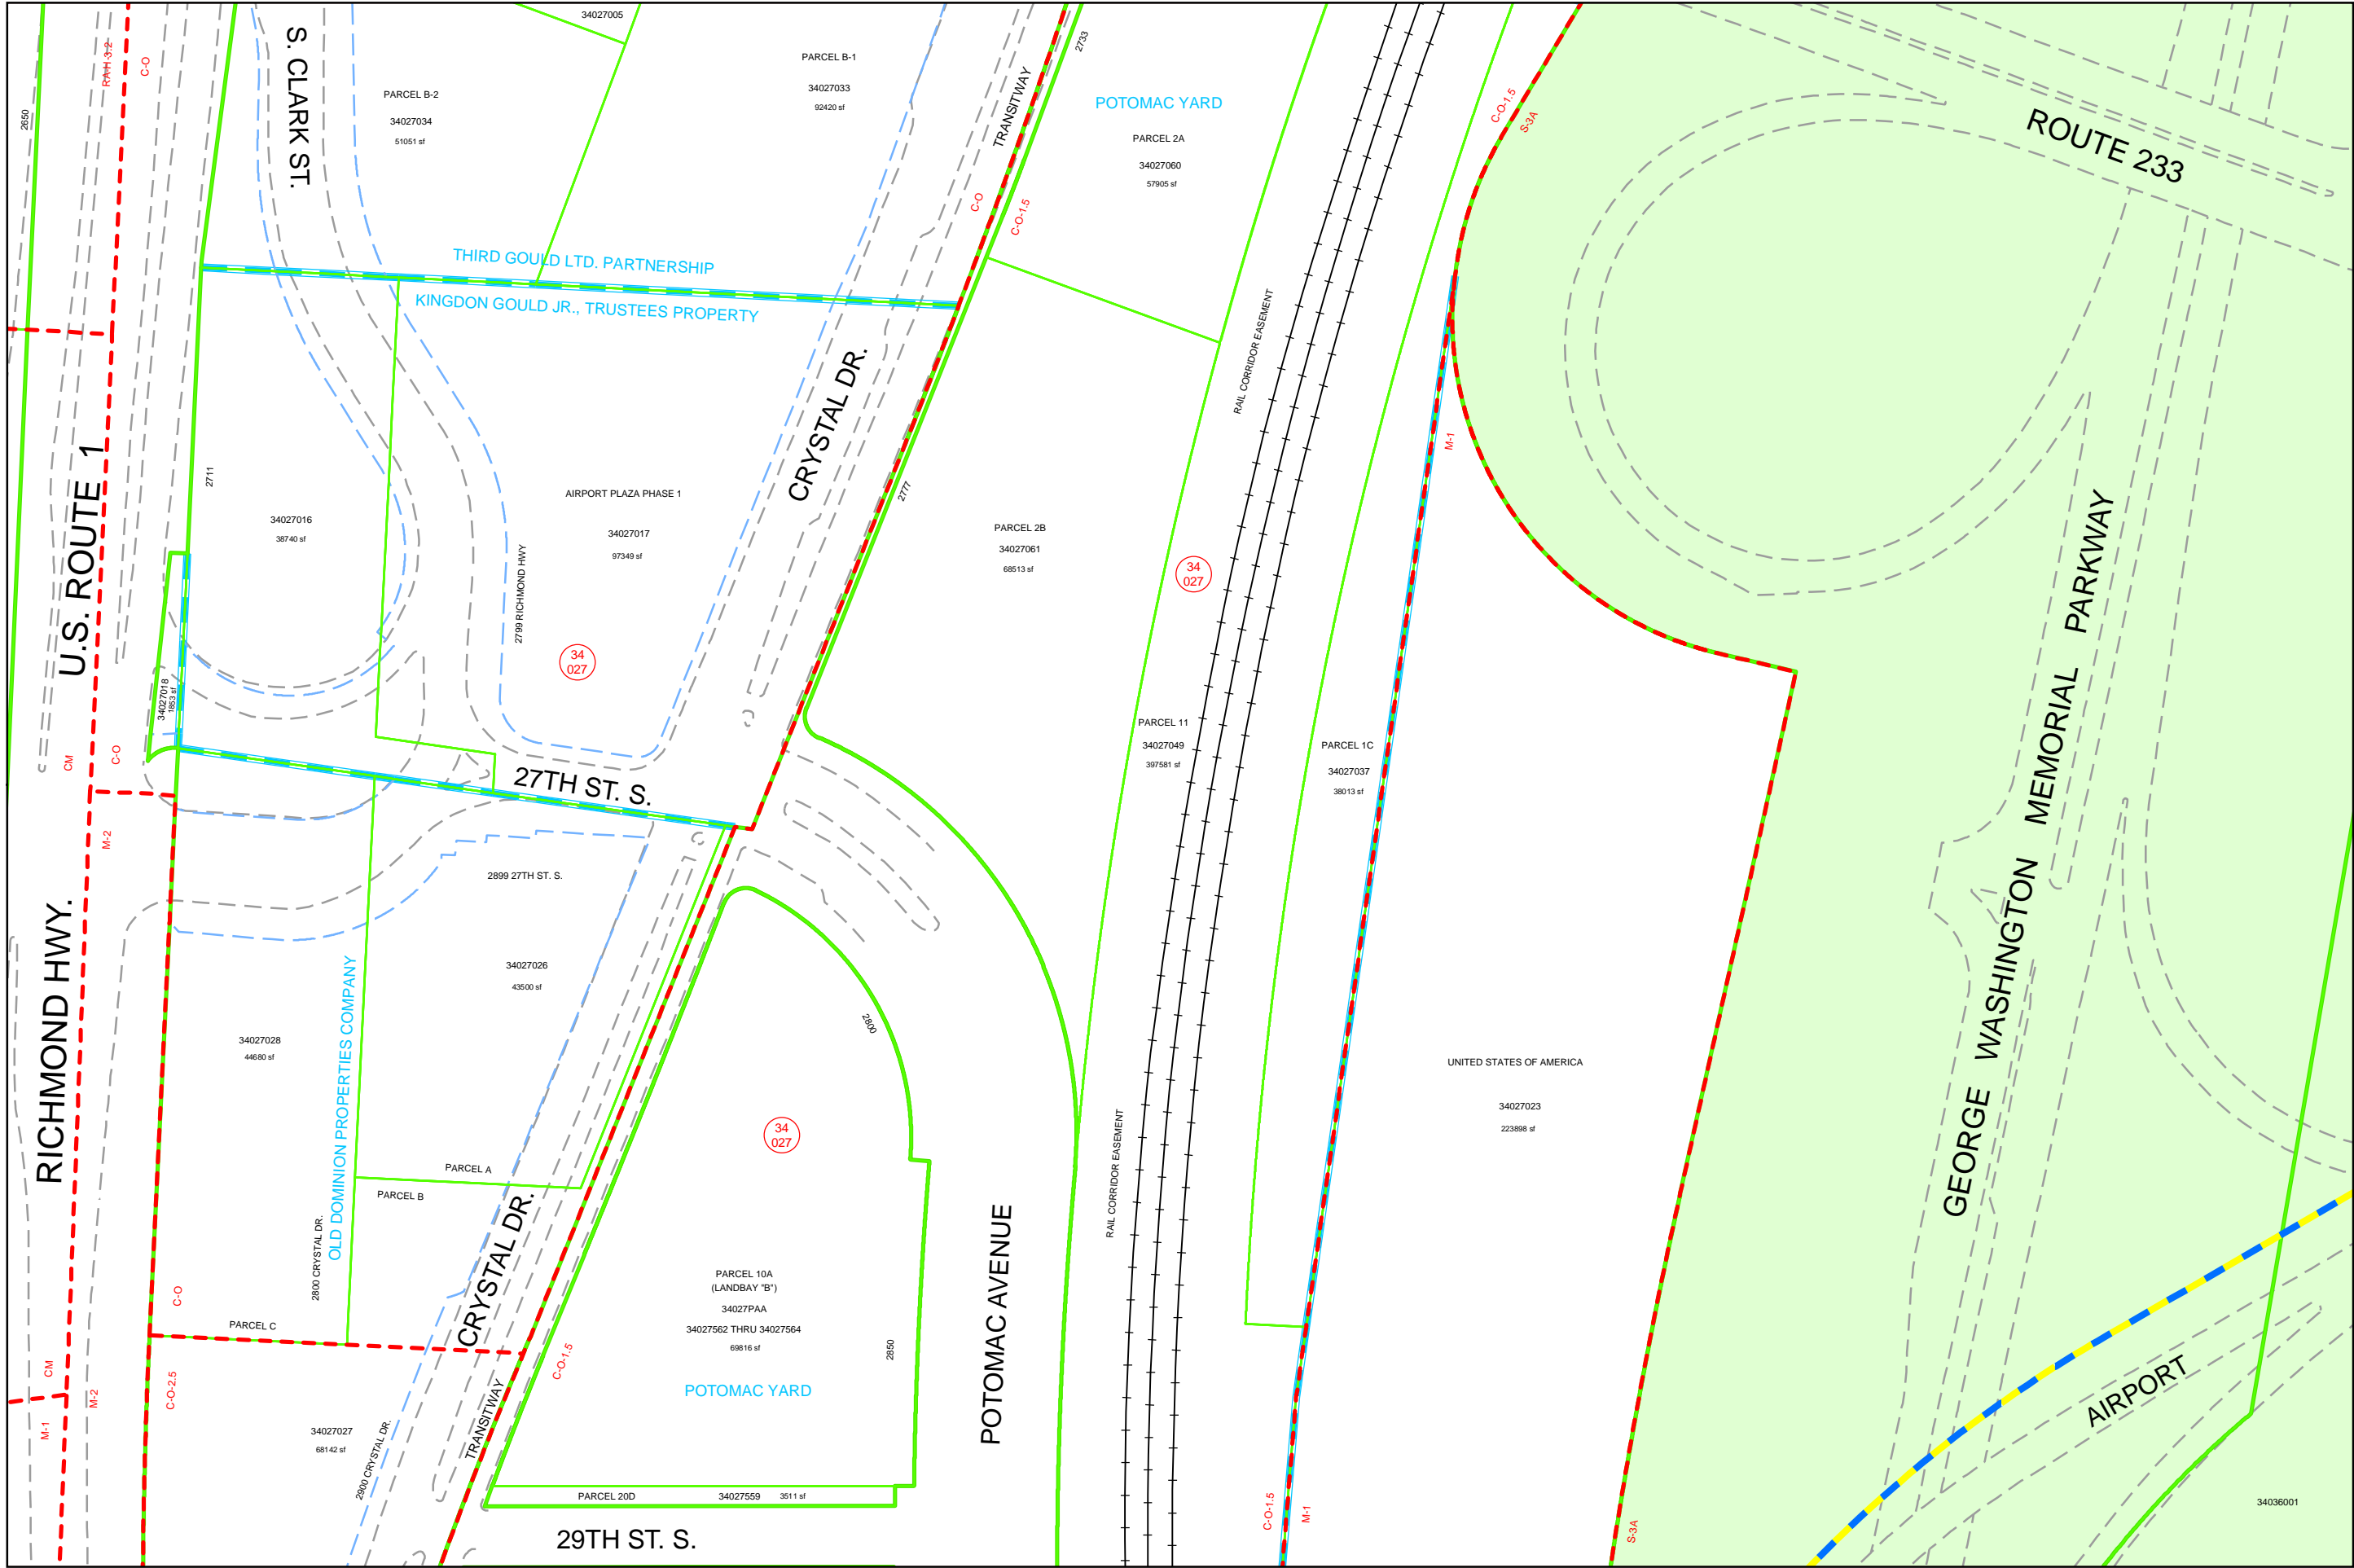 34027005
2650
RA-H-3.2
C-O
S. CLARK ST.
PARCEL B-2
34027034
51051 sf
PARCEL B-1
34027033
92420 sf
TRANSITWAY
2733
C-O
C-O-1.5
POTOMAC YARD
PARCEL 2A
34027060
57905 sf
C-O-1.5
S-3A
ROUTE 233
THIRD GOULD LTD. PARTNERSHIP
KINGDON GOULD JR., TRUSTEES PROPERTY
RAIL CORRIDOR EASEMENT
CRYSTAL DR.
M-1
U.S. ROUTE 1
2711
34027016
38740 sf
AIRPORT PLAZA PHASE 1
34027017
97349 sf
2799 RICHMOND HWY
34
027
2777
PARCEL 2B
34027061
68513 sf
34
027
GEORGE WASHINGTON MEMORIAL PARKWAY
34027018
1853 sf
CM
C-O
M-2
27TH ST. S.
PARCEL 11
34027049
397581 sf
PARCEL 1C
34027037
38013 sf
2899 27TH ST. S.
34027026
43500 sf
RICHMOND HWY.
34027028
44680 sf
OLD DOMINION PROPERTIES COMPANY
2800
34
027
UNITED STATES OF AMERICA
34027023
223898 sf
PARCEL A
PARCEL B
2800 CRYSTAL DR.
CRYSTAL DR.
RAIL CORRIDOR EASEMENT
POTOMAC AVENUE
PARCEL 10A
(LANDBAY "B")
34027PAA
34027562 THRU 34027564
69816 sf
POTOMAC YARD
2850
C-O
PARCEL C
C-O-2.5
CM
M-1
M-2
C-O-1.5
TRANSITWAY
34027027
68142 sf
2900 CRYSTAL DR.
PARCEL 20D
34027559
3511 sf
29TH ST. S.
C-O-1.5
M-1
S-3A
AIRPORT
34036001